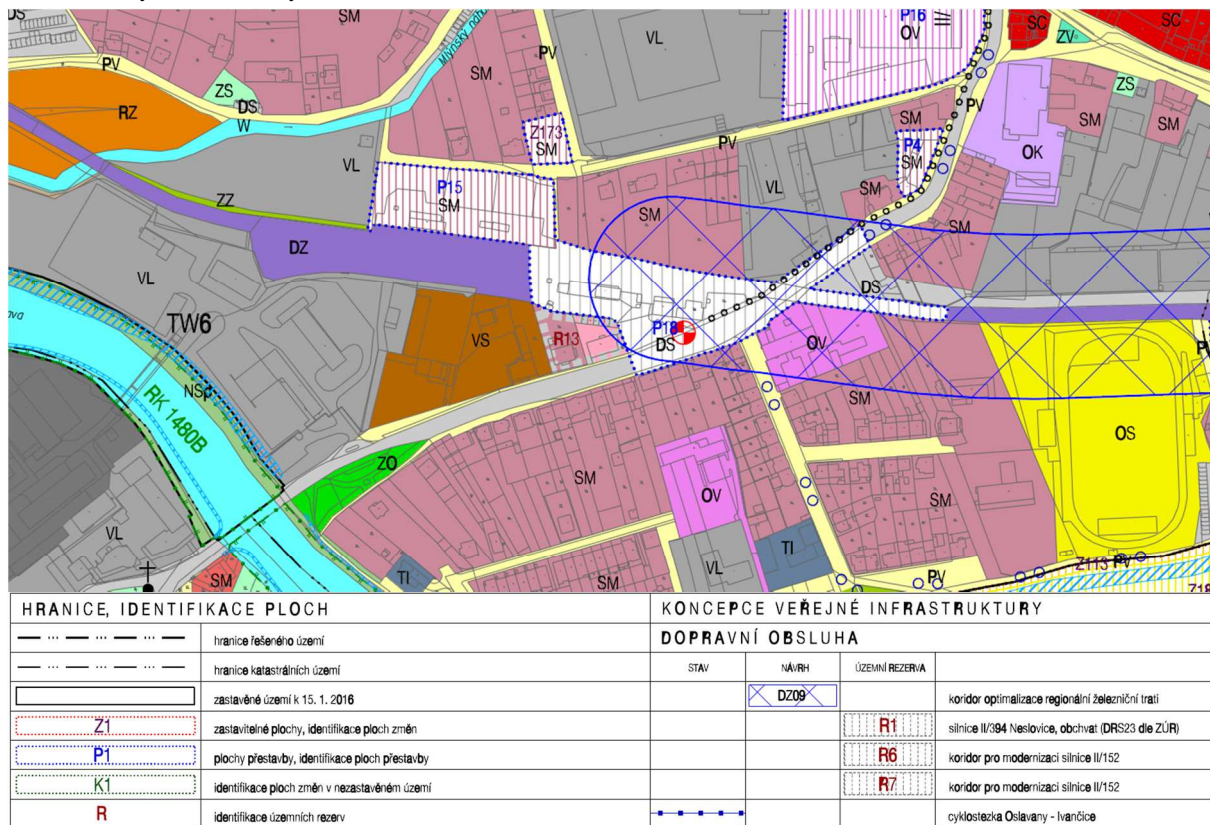 DS
SM
Mlýnský náhon
PV
VL
P16
OV
SC
ZV
SC
PV
ZS
DS
W
RZ
SM
PV
Z173
SM
VL
PV
SM
P4
SM
PV
OK
ZS
SM
SM
ZZ
P15
SM
SM
VL
SM
SM
DZ
VL
TW6
DS
VS
R13
P18
DS
OV
PV
NSp
RK 1480B
SM
OS
ZO
SM
OV
SM
VL
TI
SM
VL
TI
PV
Z113
PV
SM
HRANICE, IDENTIFIKACE PLOCH
hranice řešeného území
hranice katastrálních území
zastavěné území k 15. 1. 2016
Z1 zastavitelné plochy, identifikace ploch změn
P1 plochy přestavby, identifikace ploch přestavby
K1 identifikace ploch změn v nezastavěném území
R identifikace územních rezerv
KONCEPCE VEŘEJNÉ INFRASTRUKTURY
DOPRAVNÍ OBSLUHA
STAV NÁVRH ÚZEMNÍ REZERVA
DZ09 koridor optimalizace regionální železniční trati
R1 silnice II/394 Neslovice, obchvat (DRS23 dle ZÚR)
R6 koridor pro modernizaci silnice II/152
R7 koridor pro modernizaci silnice II/152
cyklostezka Oslavany - Ivančice